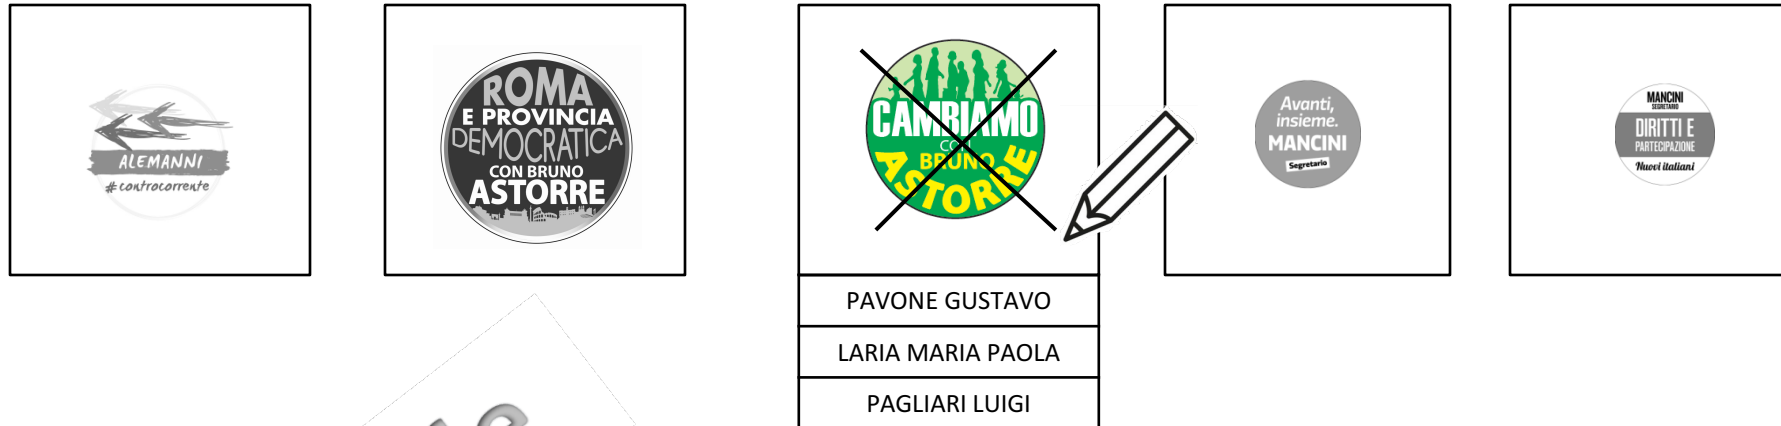 ALEMANNI
#controcorrente
ROMA
E PROVINCIA
DEMOCRATICA
CON BRUNO
ASTORRE
CAMBIAMO
CON
BRUNO
ASTORRE
Avanti,
insieme.
MANCINI
Segretario
MANCINI
SEGRETARIO
DIRITTI E
PARTECIPAZIONE
Nuovi italiani
PAVONE GUSTAVO
LARIA MARIA PAOLA
PAGLIARI LUIGI